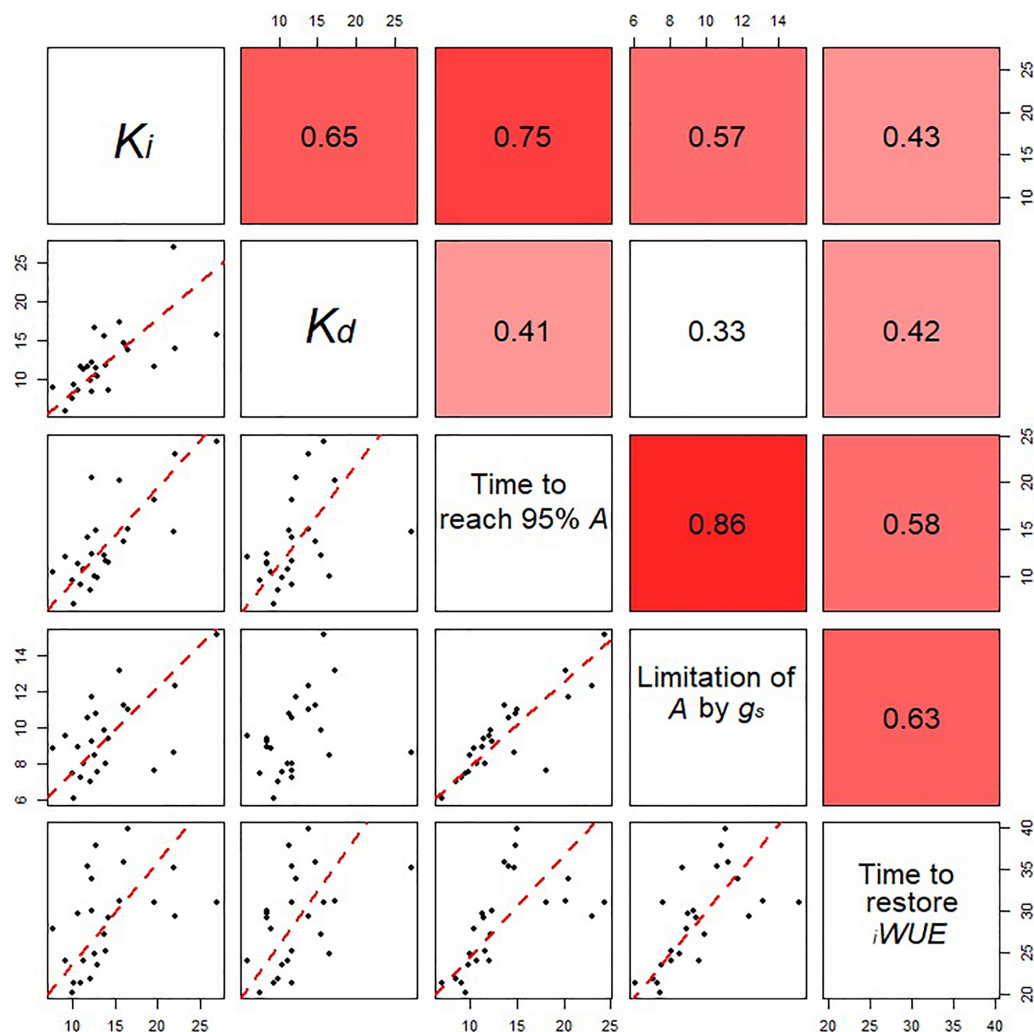 10 15 20 25
6 8 10 12 14
Ki
0.65
0.75
0.57
0.43
10 15 20 25
10 15 20 25
Kd
0.41
0.33
0.42
Time to
reach 95% A
0.86
0.58
10 15 20 25
6 8 10 12 14
Limitation of
A by gs
0.63
Time to
restore
iWUE
20 25 30 35 40
10 15 20 25
10 15 20 25
20 25 30 35 40